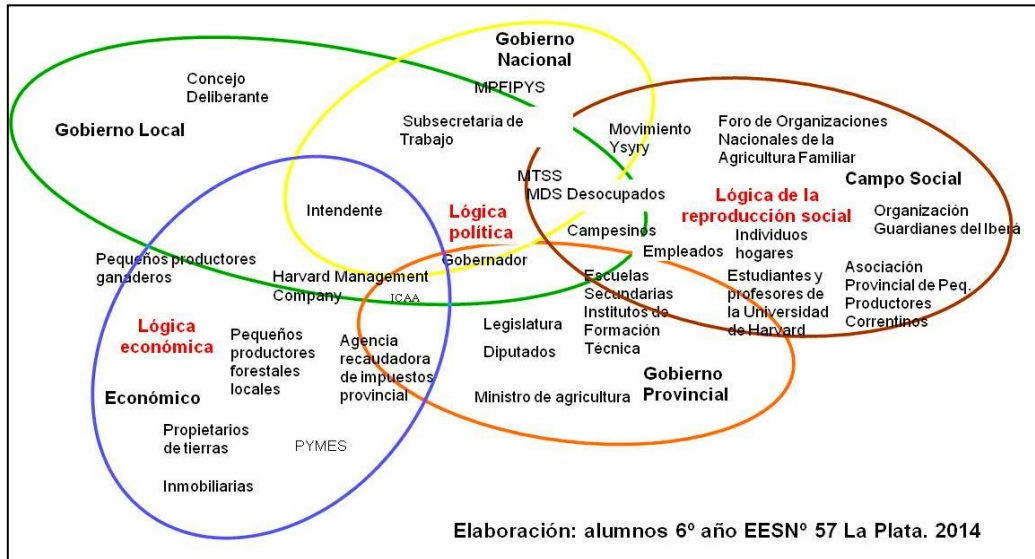 Gobierno
Nacional
MPFIPYS
Concejo
Deliberante
Gobierno Local
Subsecretaría de
Trabajo
Movimiento
Ysyry
Foro de Organizaciones
Nacionales de la
Agricultura Familiar
Campo Social
MTSS
MDS Desocupados
Lógica de la
reproducción social
Organización
Guardianes del Iberá
Intendente
Lógica
política
Campesinos
Empleados
Individuos
hogares
Pequeños productores
ganaderos
Gobernador
Harvard Management
Company
ICAA
Escuelas
Secundarias
Institutos de
Formación
Técnica
Estudiantes y
profesores de
la Universidad
de Harvard
Asociación
Provincial de Peq.
Productores
Correntinos
Lógica
económica
Pequeños
productores
forestales
locales
Agencia
recaudadora
de impuestos
provincial
Legislatura
Diputados
Económico
Ministro de agricultura
Gobierno
Provincial
Propietarios
de tierras
PYMES
Inmobiliarias
Elaboración: alumnos 6º año EESNº 57 La Plata. 2014